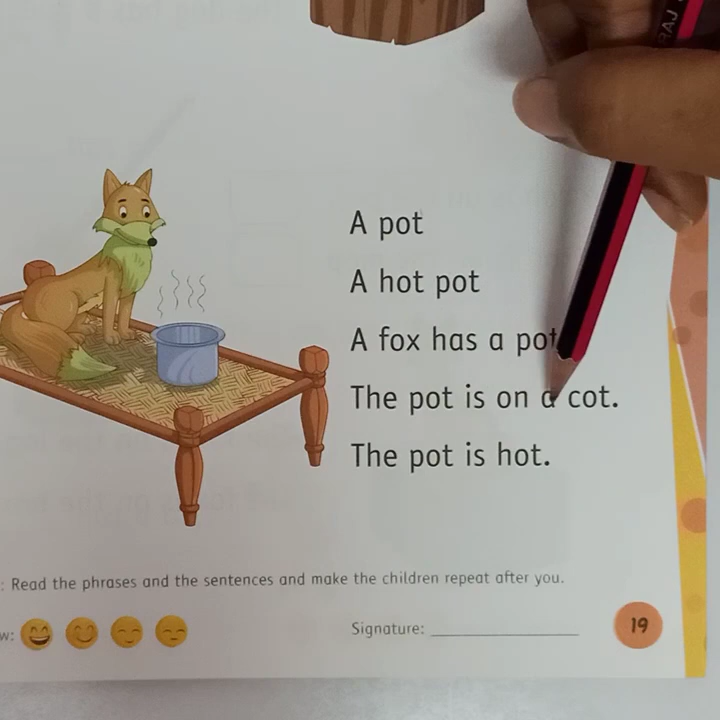 A pot
A hot pot
A fox has a pot
The pot is on a cot.
The pot is hot.
: Read the phrases and the sentences and make the children repeat after you.
w:
Signature:
19